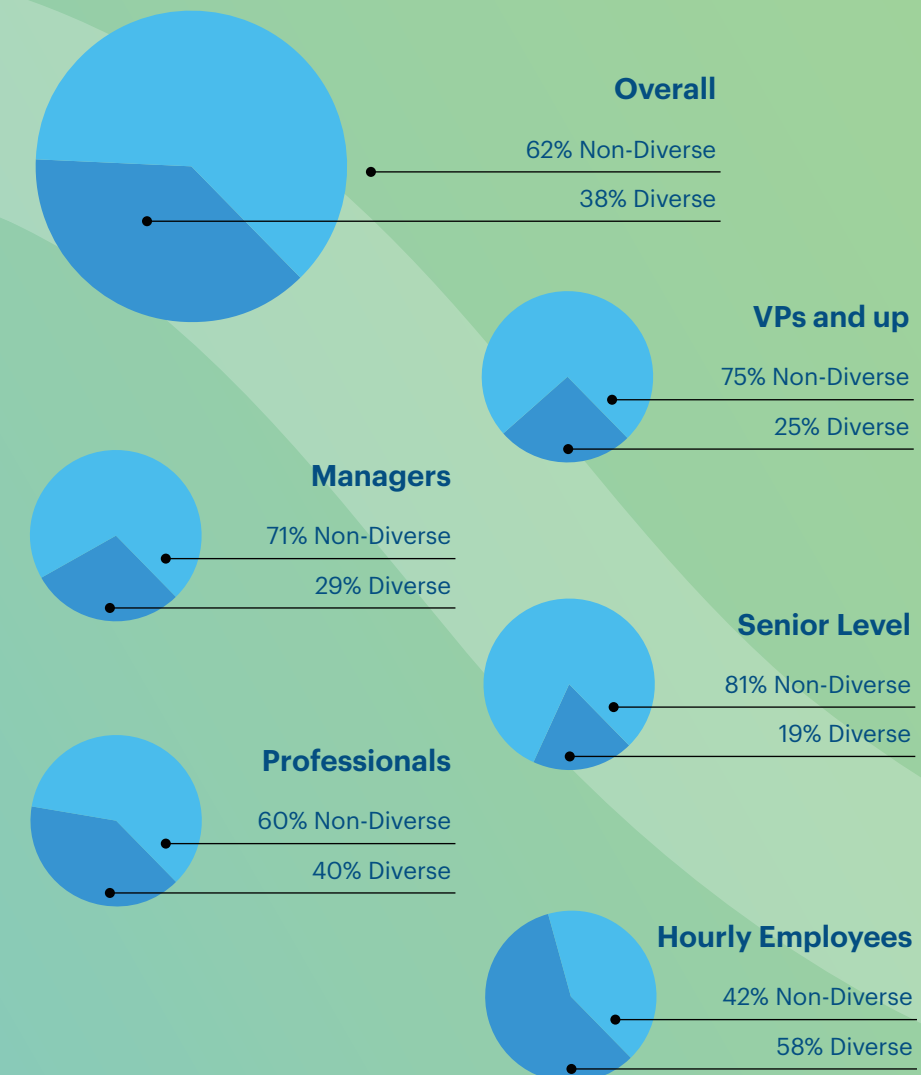 Overall
62% Non-Diverse
38% Diverse
VPs and up
75% Non-Diverse
25% Diverse
Managers
71% Non-Diverse
29% Diverse
Senior Level
81% Non-Diverse
19% Diverse
Professionals
60% Non-Diverse
40% Diverse
Hourly Employees
42% Non-Diverse
58% Diverse